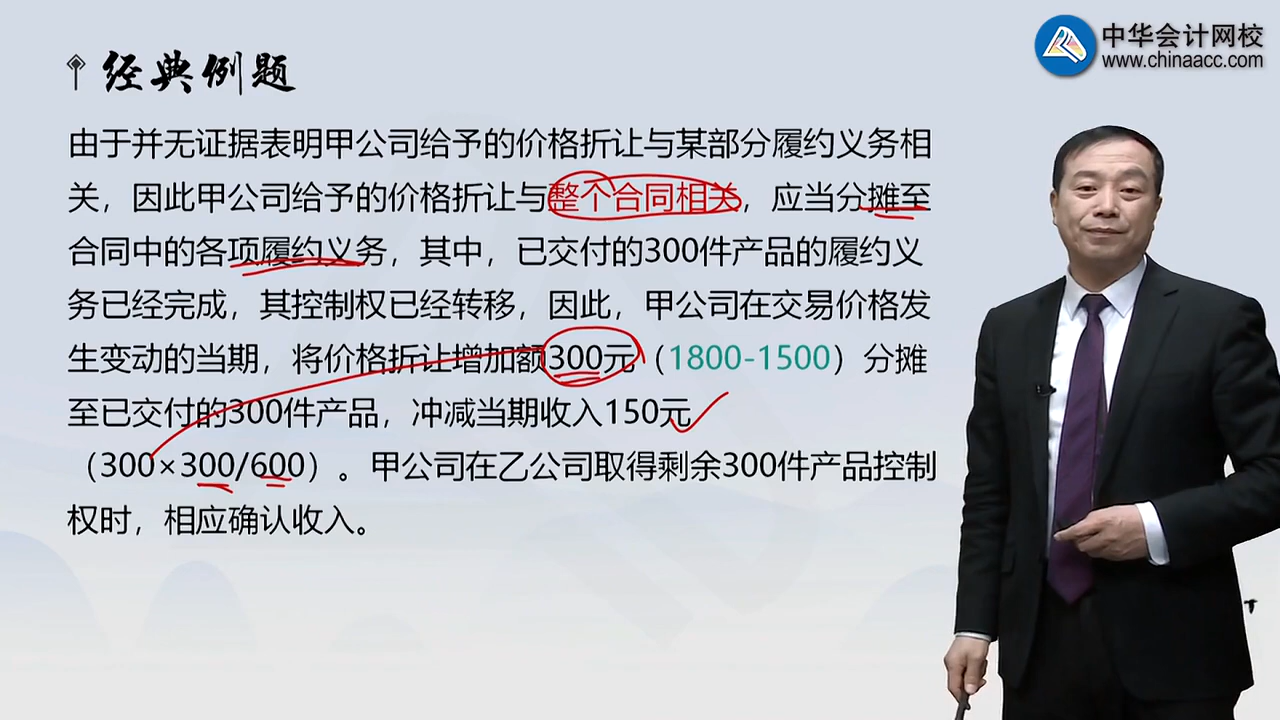 中华会计网校
www.chinaacc.com
经典例题
由于并无证据表明甲公司给予的价格折让与某部分履约义务相
关，因此甲公司给予的价格折让与整个合同相关，应当分摊至
合同中的各项履约义务，其中，已交付的300件产品的履约义
务已经完成，其控制权已经转移，因此，甲公司在交易价格发
生变动的当期，将价格折让增加额300元（1800-1500）分摊
至已交付的300件产品，冲减当期收入150元
（300×300/600）。甲公司在乙公司取得剩余300件产品控制
权时，相应确认收入。